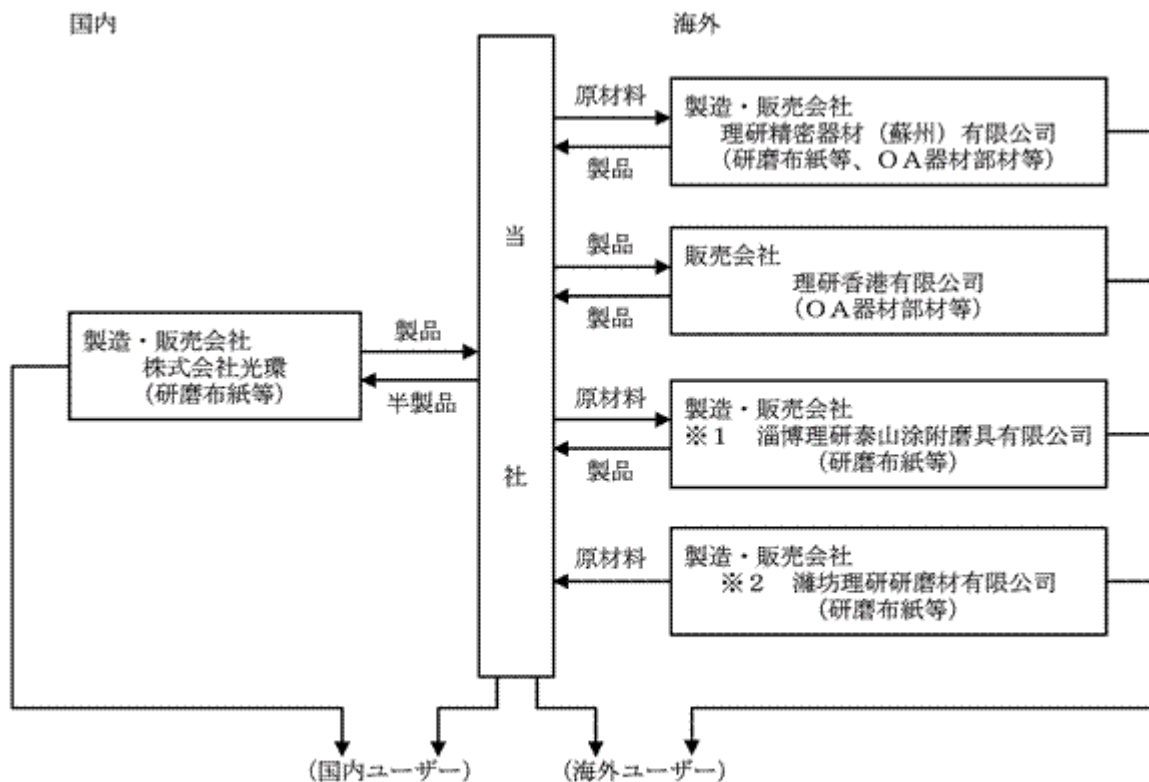 国内
海外
当
社
製造・販売会社
株式会社光環
(研磨布紙等)
製品
半製品
原材料
製品
製造・販売会社
理研精密器材(蘇州)有限公司
(研磨布紙等、OA器材部材等)
製品
製品
販売会社
理研香港有限公司
(OA器材部材等)
原材料
製品
製造・販売会社
※1 淄博理研泰山涂附磨具有限公司
(研磨布紙等)
原材料
製造・販売会社
※2 濰坊理研研磨材有限公司
(研磨布紙等)
(国内ユーザー)
(海外ユーザー)